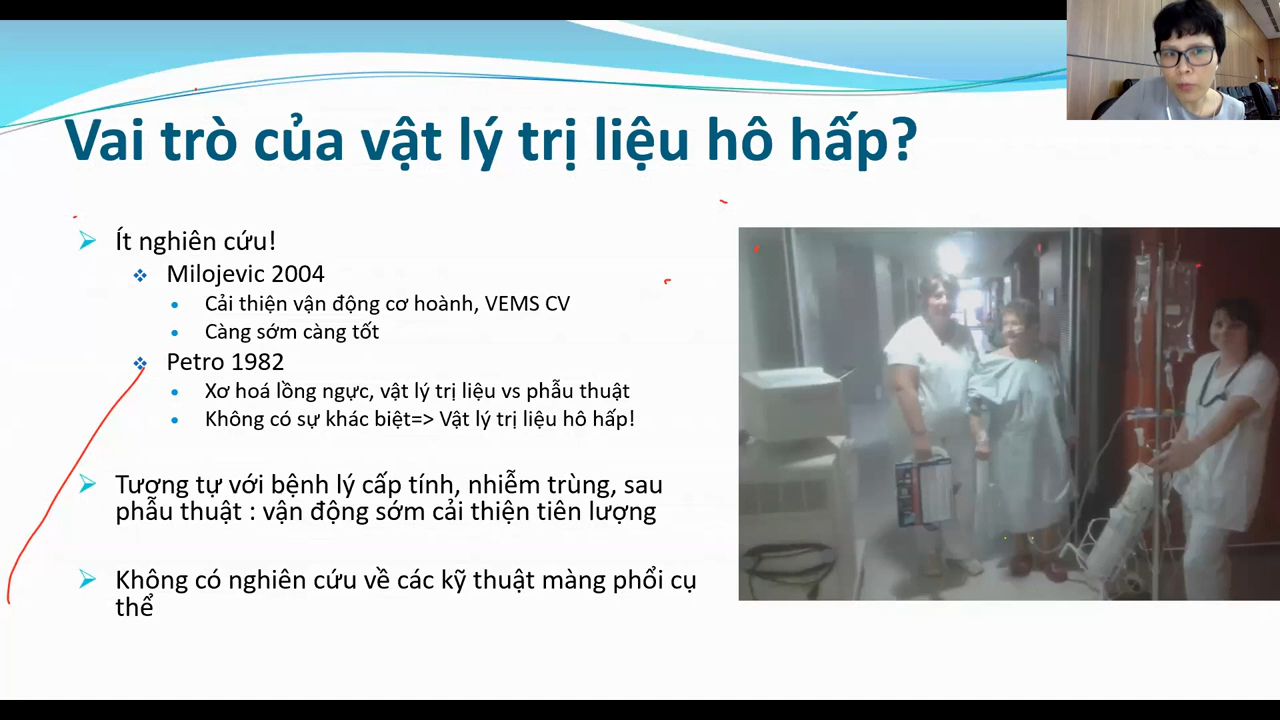 Vai trò của vật lý trị liệu hô hấp?
Ít nghiên cứu!
Milojevic 2004
Cải thiện vận động cơ hoành, VEMS CV
Càng sớm càng tốt
Petro 1982
Xơ hoá lồng ngực, vật lý trị liệu vs phẫu thuật
Không có sự khác biệt=> Vật lý trị liệu hô hấp!
Tương tự với bệnh lý cấp tính, nhiễm trùng, sau
phẫu thuật : vận động sớm cải thiện tiên lượng
Không có nghiên cứu về các kỹ thuật màng phổi cụ
thể